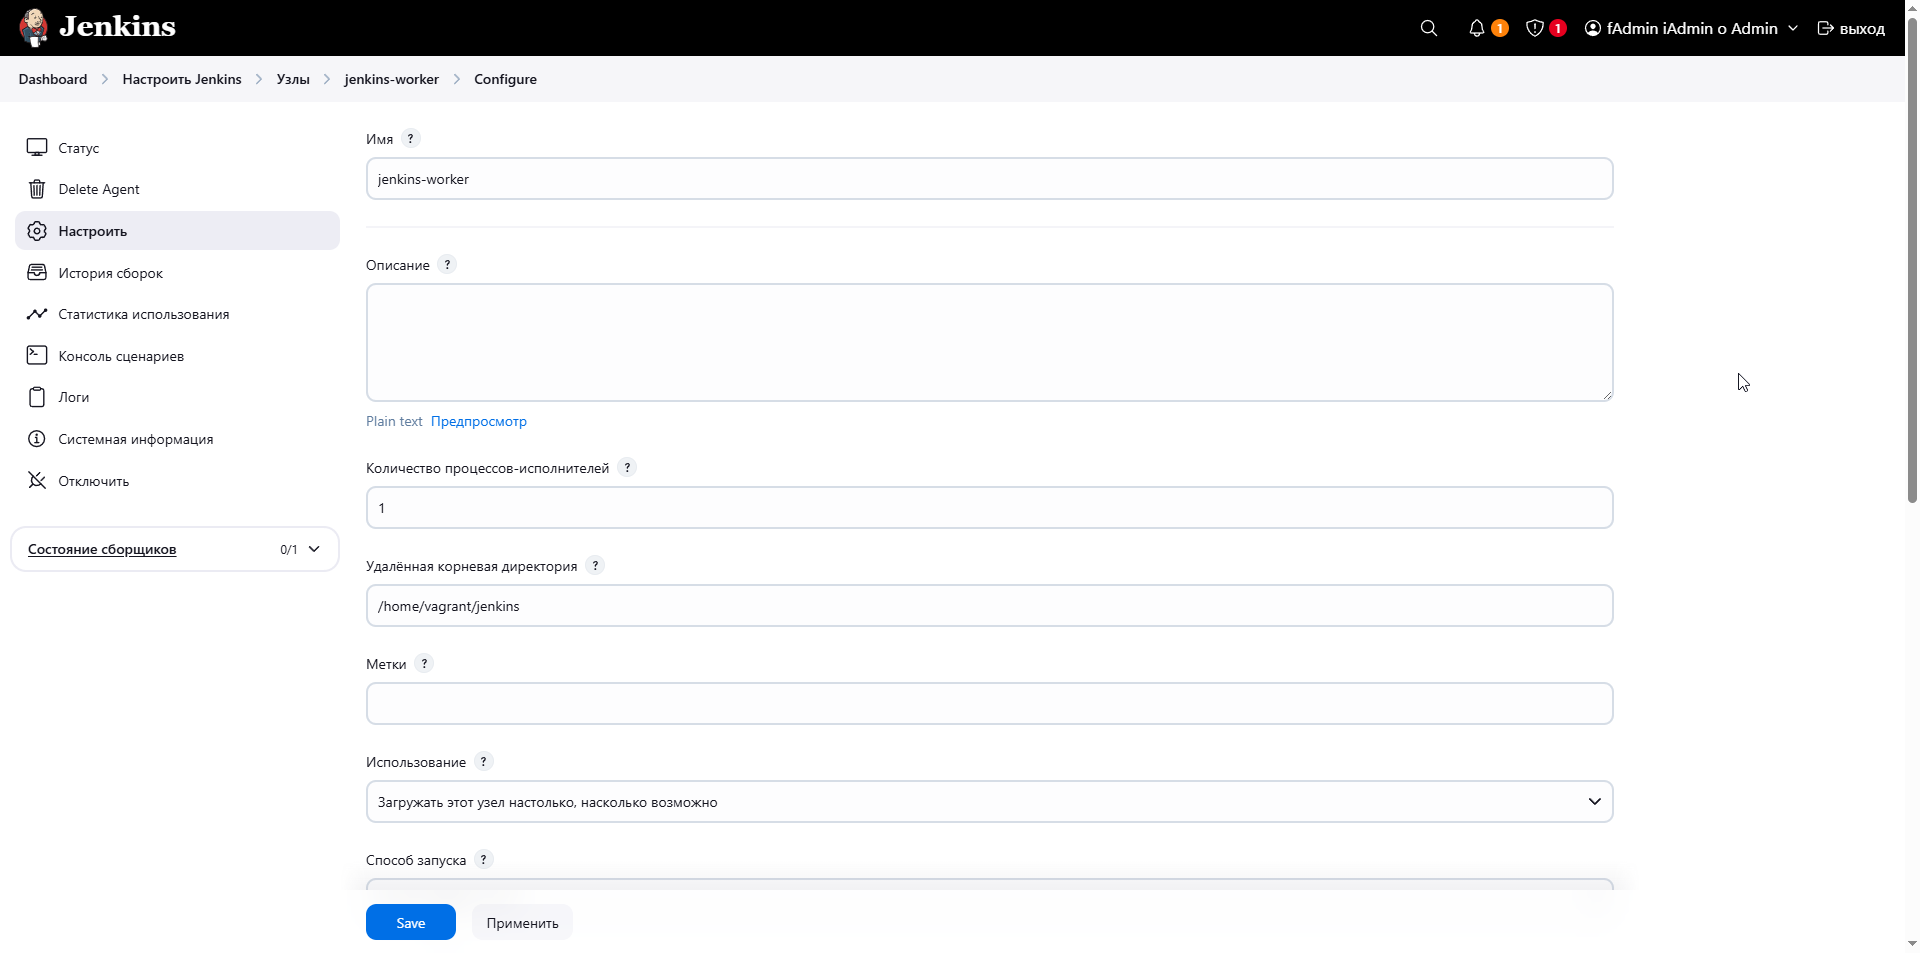 Jenkins
1
1
fAdmin iAdmin o Admin
выход
Dashboard
Настроить Jenkins
Узлы
jenkins-worker
Configure
Статус
Delete Agent
Настроить
История сборок
Статистика использования
Консоль сценариев
Логи
Системная информация
Отключить
Состояние сборщиков 0/1
Имя ?
jenkins-worker
Описание ?
Plain text Предпросмотр
Количество процессов-исполнителей ?
1
Удалённая корневая директория ?
/home/vagrant/jenkins
Метки ?
Использование ?
Загружать этот узел настолько, насколько возможно
Способ запуска ?
Save
Применить